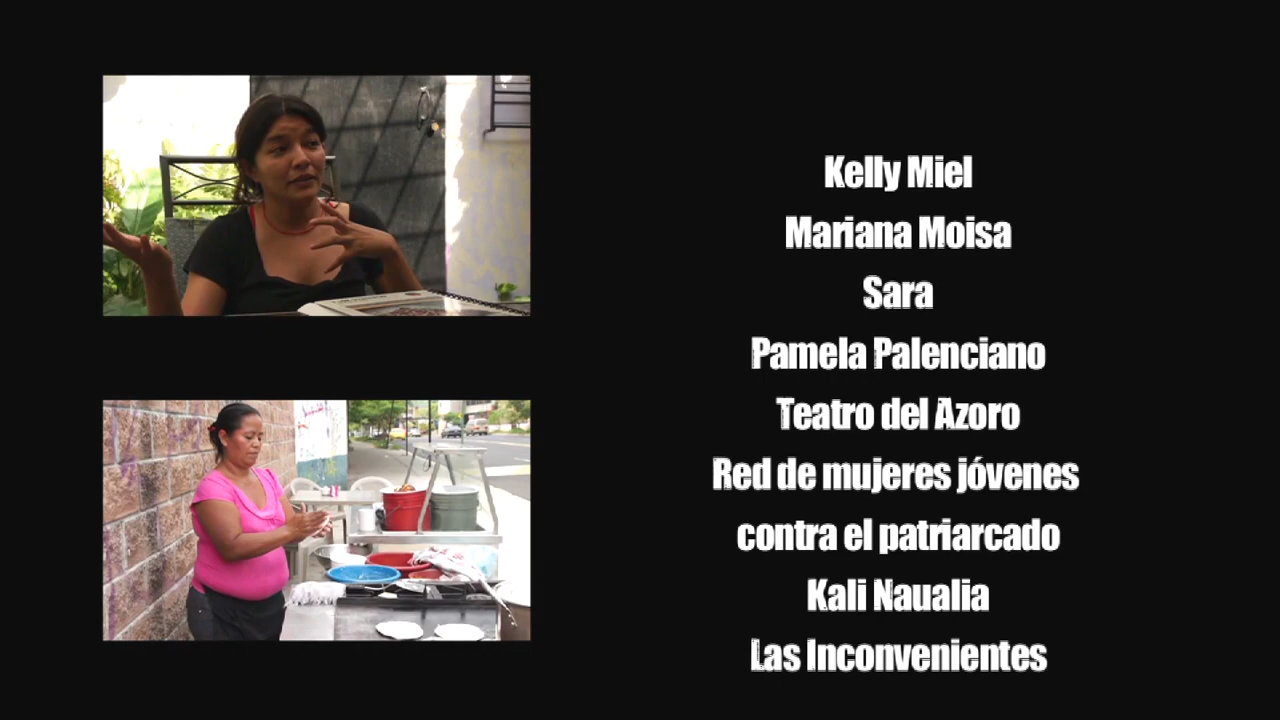 Kelly Miel
Mariana Moisa
Sara
Pamela Palenciano
Teatro del Azoro
Red de mujeres jóvenes
contra el patriarcado
Kali Naualia
Las Inconvenientes